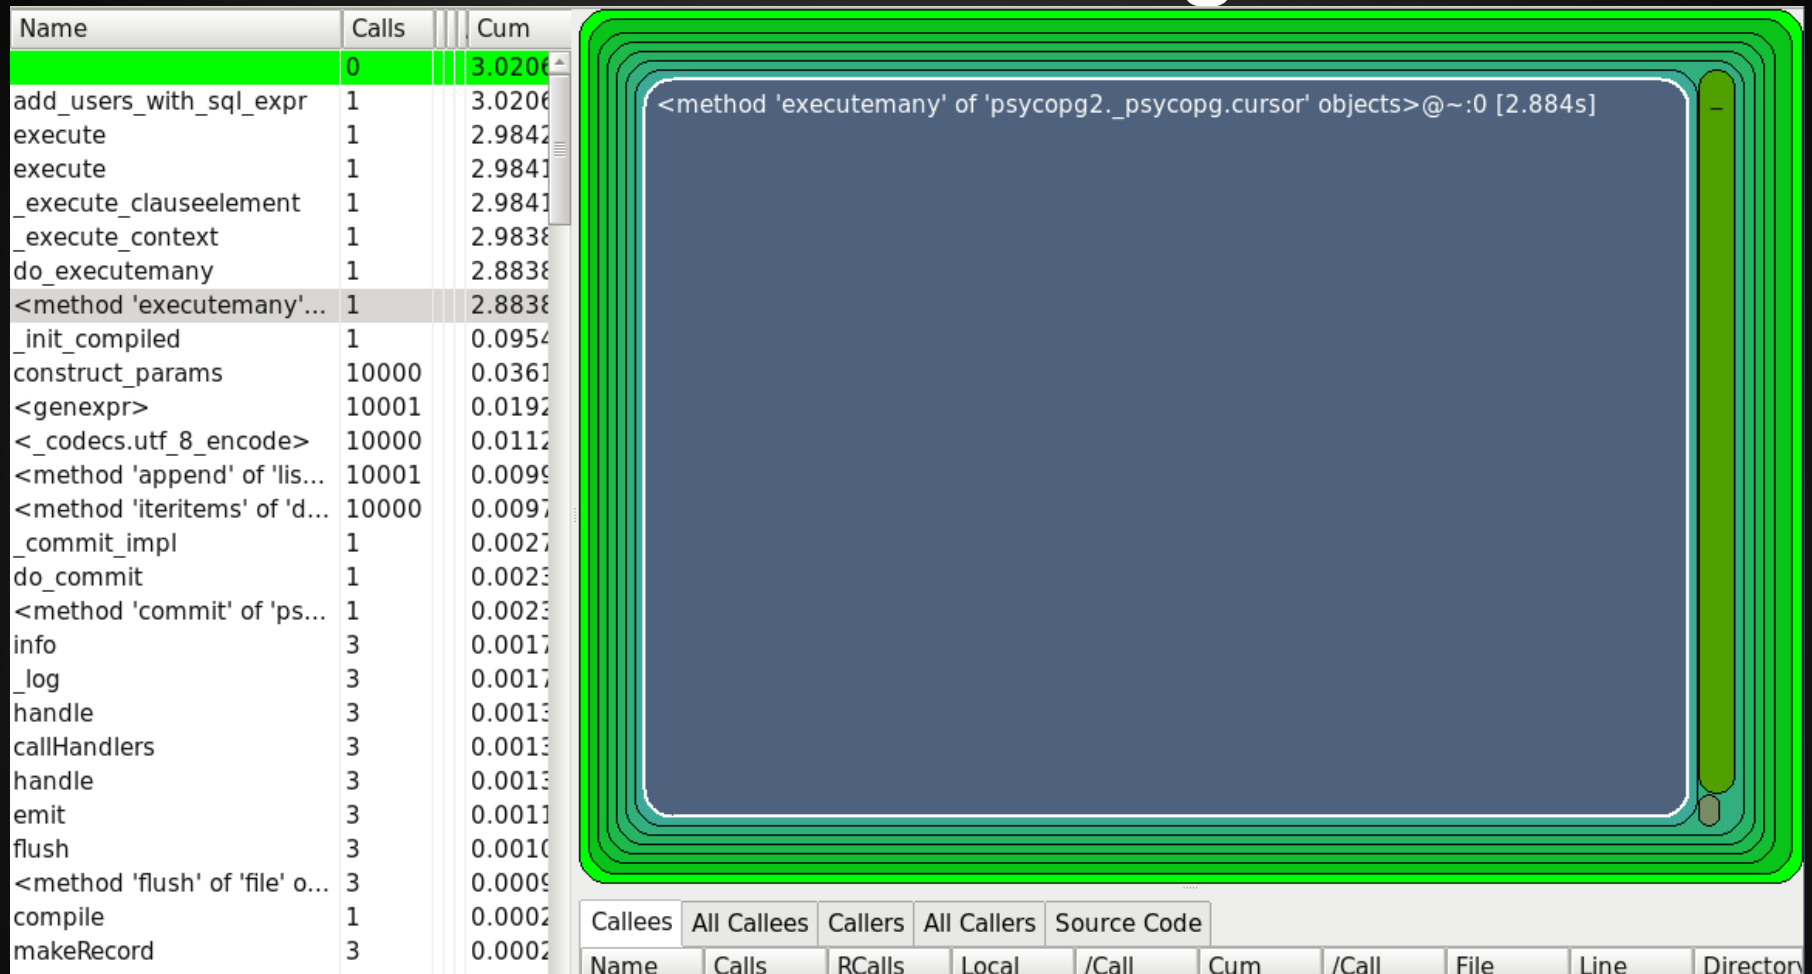 Name Calls Cum
0 3.0206
add_users_with_sql_expr 1 3.0206
execute 1 2.9842
execute 1 2.9841
_execute_clauseelement 1 2.9841
_execute_context 1 2.9838
do_executemany 1 2.8838
<method 'executemany'... 1 2.8838
_init_compiled 1 0.0954
construct_params 10000 0.0361
<genexpr> 10001 0.0192
<_codecs.utf_8_encode> 10000 0.0112
<method 'append' of 'lis... 10001 0.0099
<method 'iteritems' of 'd... 10000 0.0097
_commit_impl 1 0.0027
do_commit 1 0.0023
<method 'commit' of 'ps... 1 0.0023
info 3 0.0017
_log 3 0.0017
handle 3 0.0013
callHandlers 3 0.0013
handle 3 0.0013
emit 3 0.0011
flush 3 0.0010
<method 'flush' of 'file' o... 3 0.0009
compile 1 0.0002
makeRecord 3 0.0002
<method 'executemany' of 'psycopg2._psycopg.cursor' objects>@~:0 [2.884s]
_
Callees All Callees Callers All Callers Source Code
Name Calls RCalls Local /Call Cum /Call File Line Directory